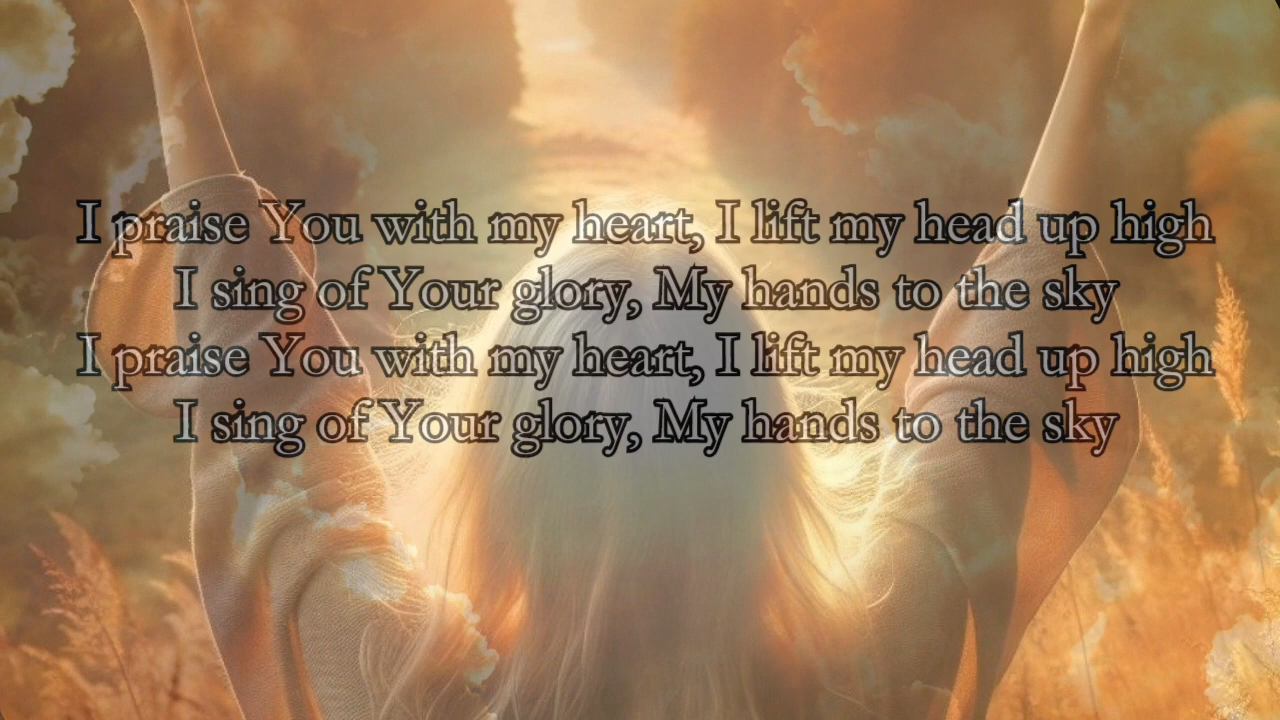 I praise You with my heart, I lift my head up high
I sing of Your glory, My hands to the sky
I praise You with my heart, I lift my head up high
I sing of Your glory, My hands to the sky